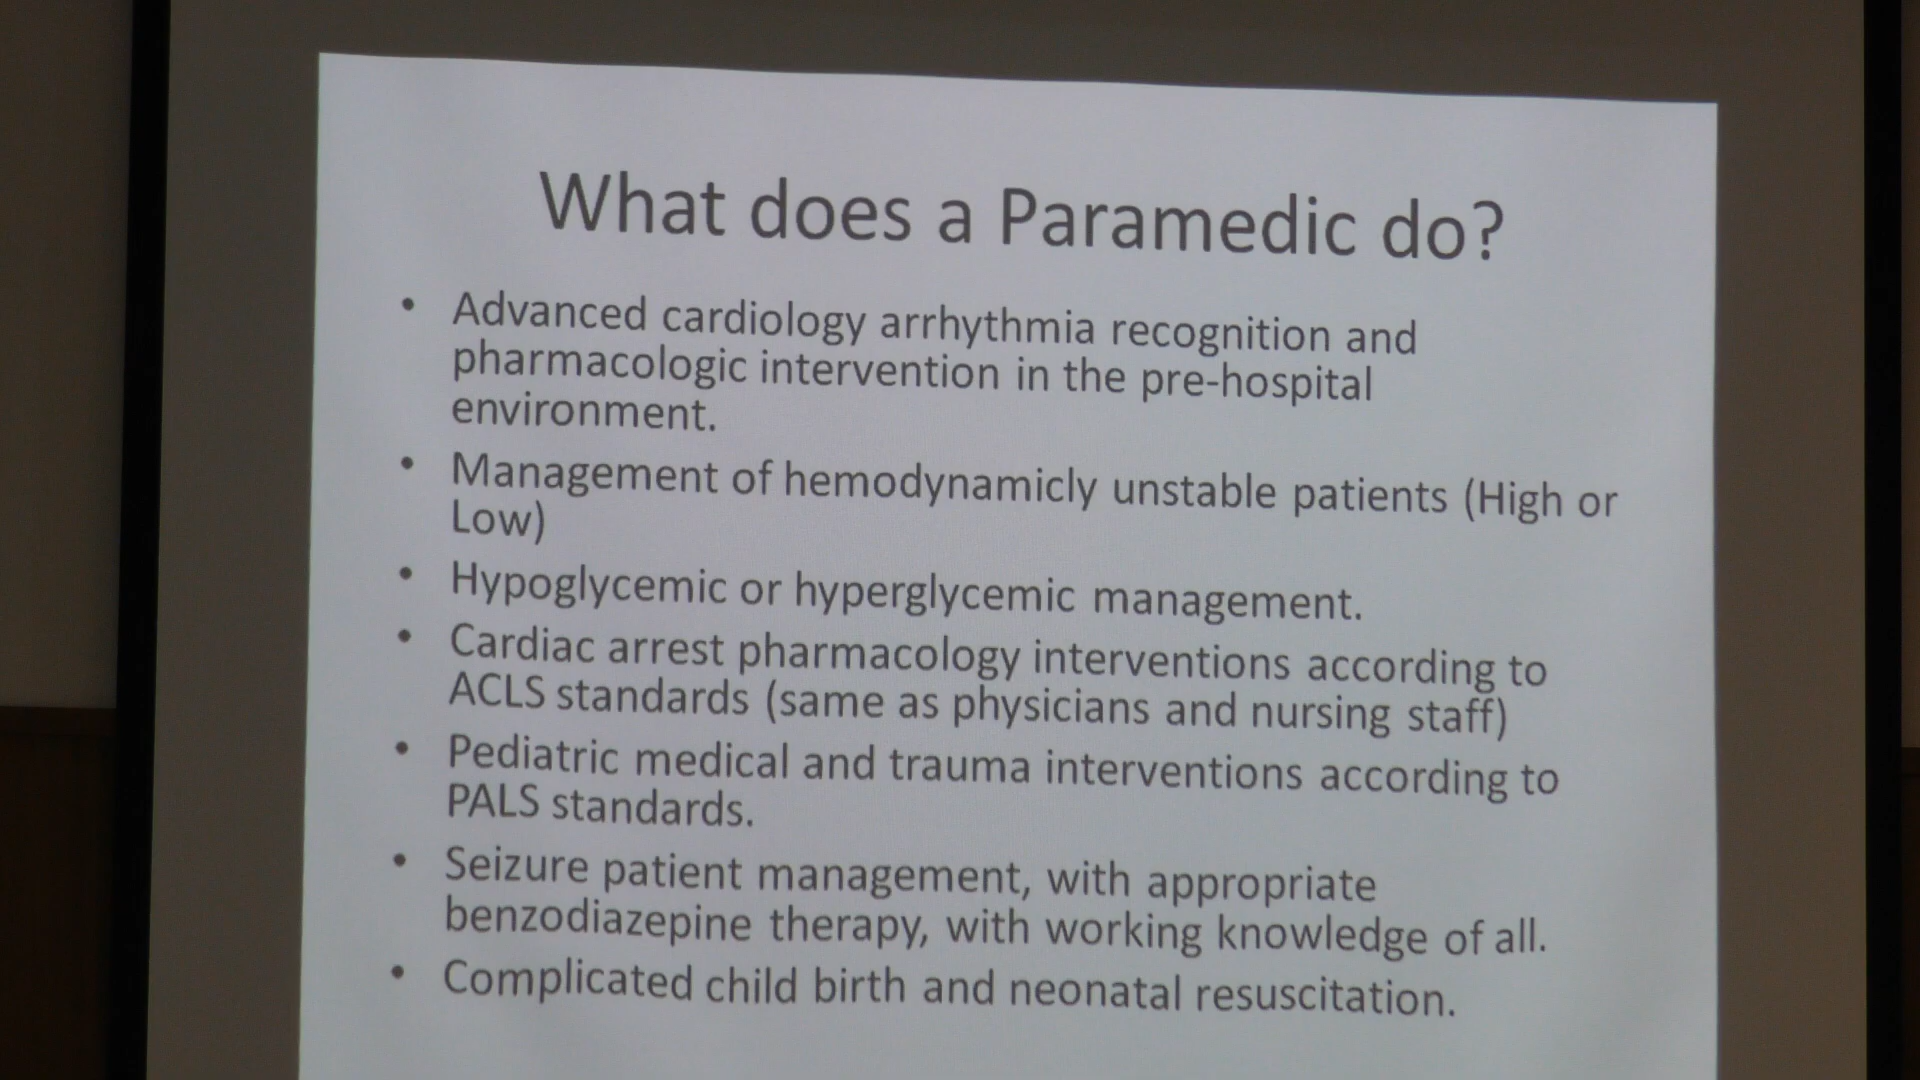 What does a Paramedic do?
• Advanced cardiology arrhythmia recognition and
pharmacologic intervention in the pre-hospital
environment.
• Management of hemodynamicly unstable patients (High or
Low)
• Hypoglycemic or hyperglycemic management.
• Cardiac arrest pharmacology interventions according to
ACLS standards (same as physicians and nursing staff)
• Pediatric medical and trauma interventions according to
PALS standards.
• Seizure patient management, with appropriate
benzodiazepine therapy, with working knowledge of all.
• Complicated child birth and neonatal resuscitation.